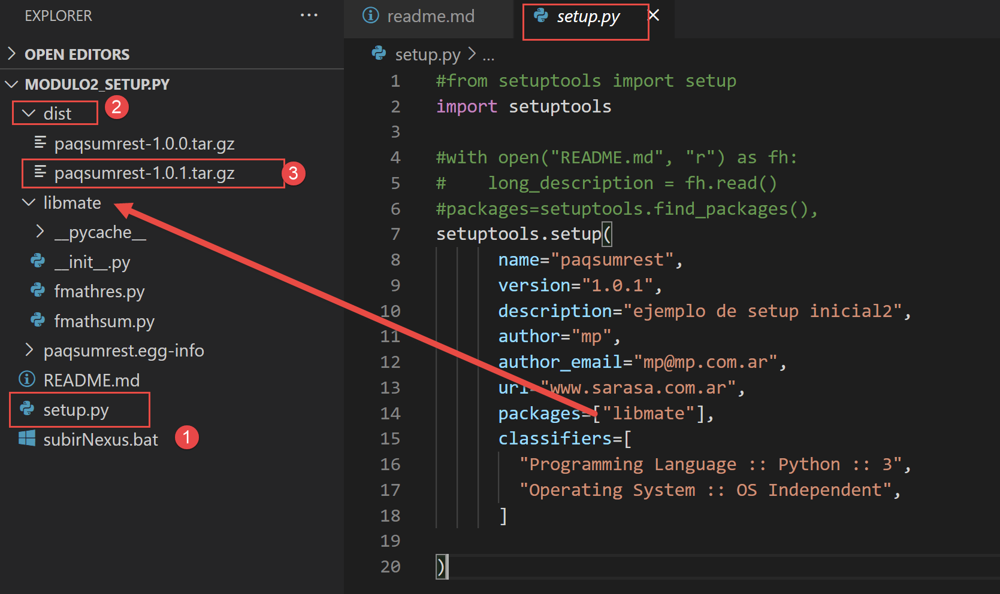 EXPLORER ...
OPEN EDITORS
MODULO2_SETUP.PY
dist 2
paqsumrest-1.0.0.tar.gz
paqsumrest-1.0.1.tar.gz 3
libmate
__pycache__
__init__.py
fmathres.py
fmathsum.py
paqsumrest.egg-info
README.md
setup.py
subirNexus.bat 1
readme.md
setup.py
setup.py > ...
1 #from setuptools import setup
2 import setuptools
3
4 #with open("README.md", "r") as fh:
5 #    long_description = fh.read()
6 #packages=setuptools.find_packages(),
7 setuptools.setup(
8       name="paqsumrest",
9       version="1.0.1",
10       description="ejemplo de setup inicial2",
11       author="mp",
12       author_email="mp@mp.com.ar",
13       url="www.sarasa.com.ar",
14       packages=["libmate"],
15       classifiers=[
16         "Programming Language :: Python :: 3",
17         "Operating System :: OS Independent",
18       ]
19
20 )